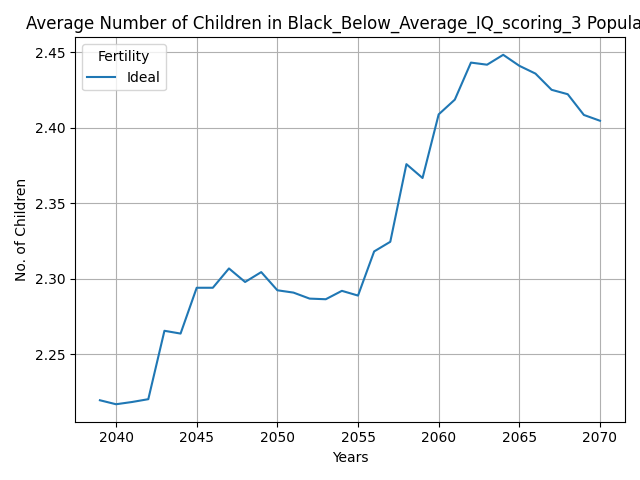 Average Number of Children in Black_Below_Average_IQ_scoring_3 Popula
Fertility
Ideal
2.45
2.40
2.35
2.30
2.25
No. of Children
2040 2045 2050 2055 2060 2065 2070
Years